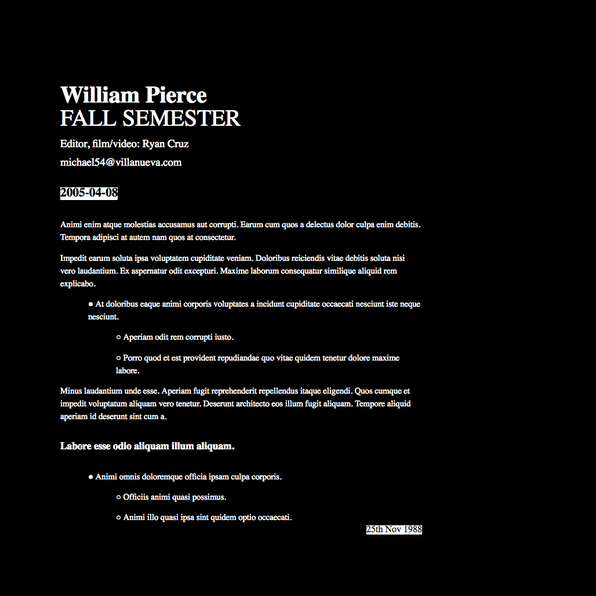 William Pierce
FALL SEMESTER
Editor, film/video: Ryan Cruz
michael54@villanueva.com
2005-04-08
Animi enim atque molestias accusamus aut corrupti. Earum cum quos a delectus dolor culpa enim debitis.
Tempora adipisci at autem nam quos at consectetur.
Impedit earum soluta ipsa voluptatem cupiditate veniam. Doloribus reiciendis vitae debitis soluta nisi
vero laudantium. Ex aspernatur odit excepturi. Maxime laborum consequatur similique aliquid rem
explicabo.
● At doloribus eaque animi corporis voluptates a incidunt cupiditate occaecati nesciunt iste neque
nesciunt.
○ Aperiam odit rem corrupti iusto.
○ Porro quod et est provident repudiandae quo vitae quidem tenetur dolore maxime
labore.
Minus laudantium unde esse. Aperiam fugit reprehenderit repellendus itaque eligendi. Quos cumque et
impedit voluptatum aliquam vero tenetur. Deserunt architecto eos illum fugit aliquam. Tempore aliquid
aperiam id deserunt sint cum a.
Labore esse odio aliquam illum aliquam.
● Animi omnis doloremque officia ipsam culpa corporis.
○ Officiis animi quasi possimus.
○ Animi illo quasi ipsa sint quidem optio occaecati.
25th Nov 1988